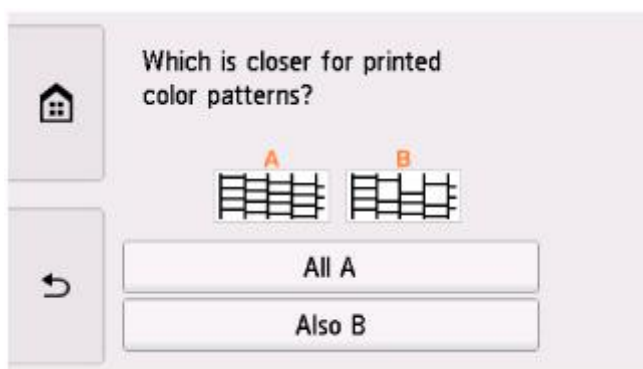 Which is closer for printed
color patterns?
A B
All A
Also B